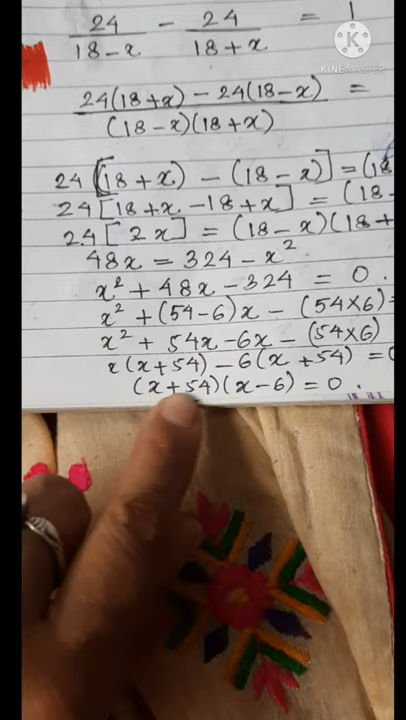 24/(18-x) - 24/(18+x) = 1
KINEMASTER
24(18+x) - 24(18-x) / (18-x)(18+x) =
24 [(18+x) - (18-x)] = (18
24 [18+x-18+x] = (18-
24 [2x] = (18-x)(18+
48x = 324 - x²
x² + 48x - 324 = 0.
x² + (54-6)x - (54×6)=
x² + 54x - 6x - (54×6)
x(x+54) - 6(x+54) = 0
(x+54)(x-6) = 0.